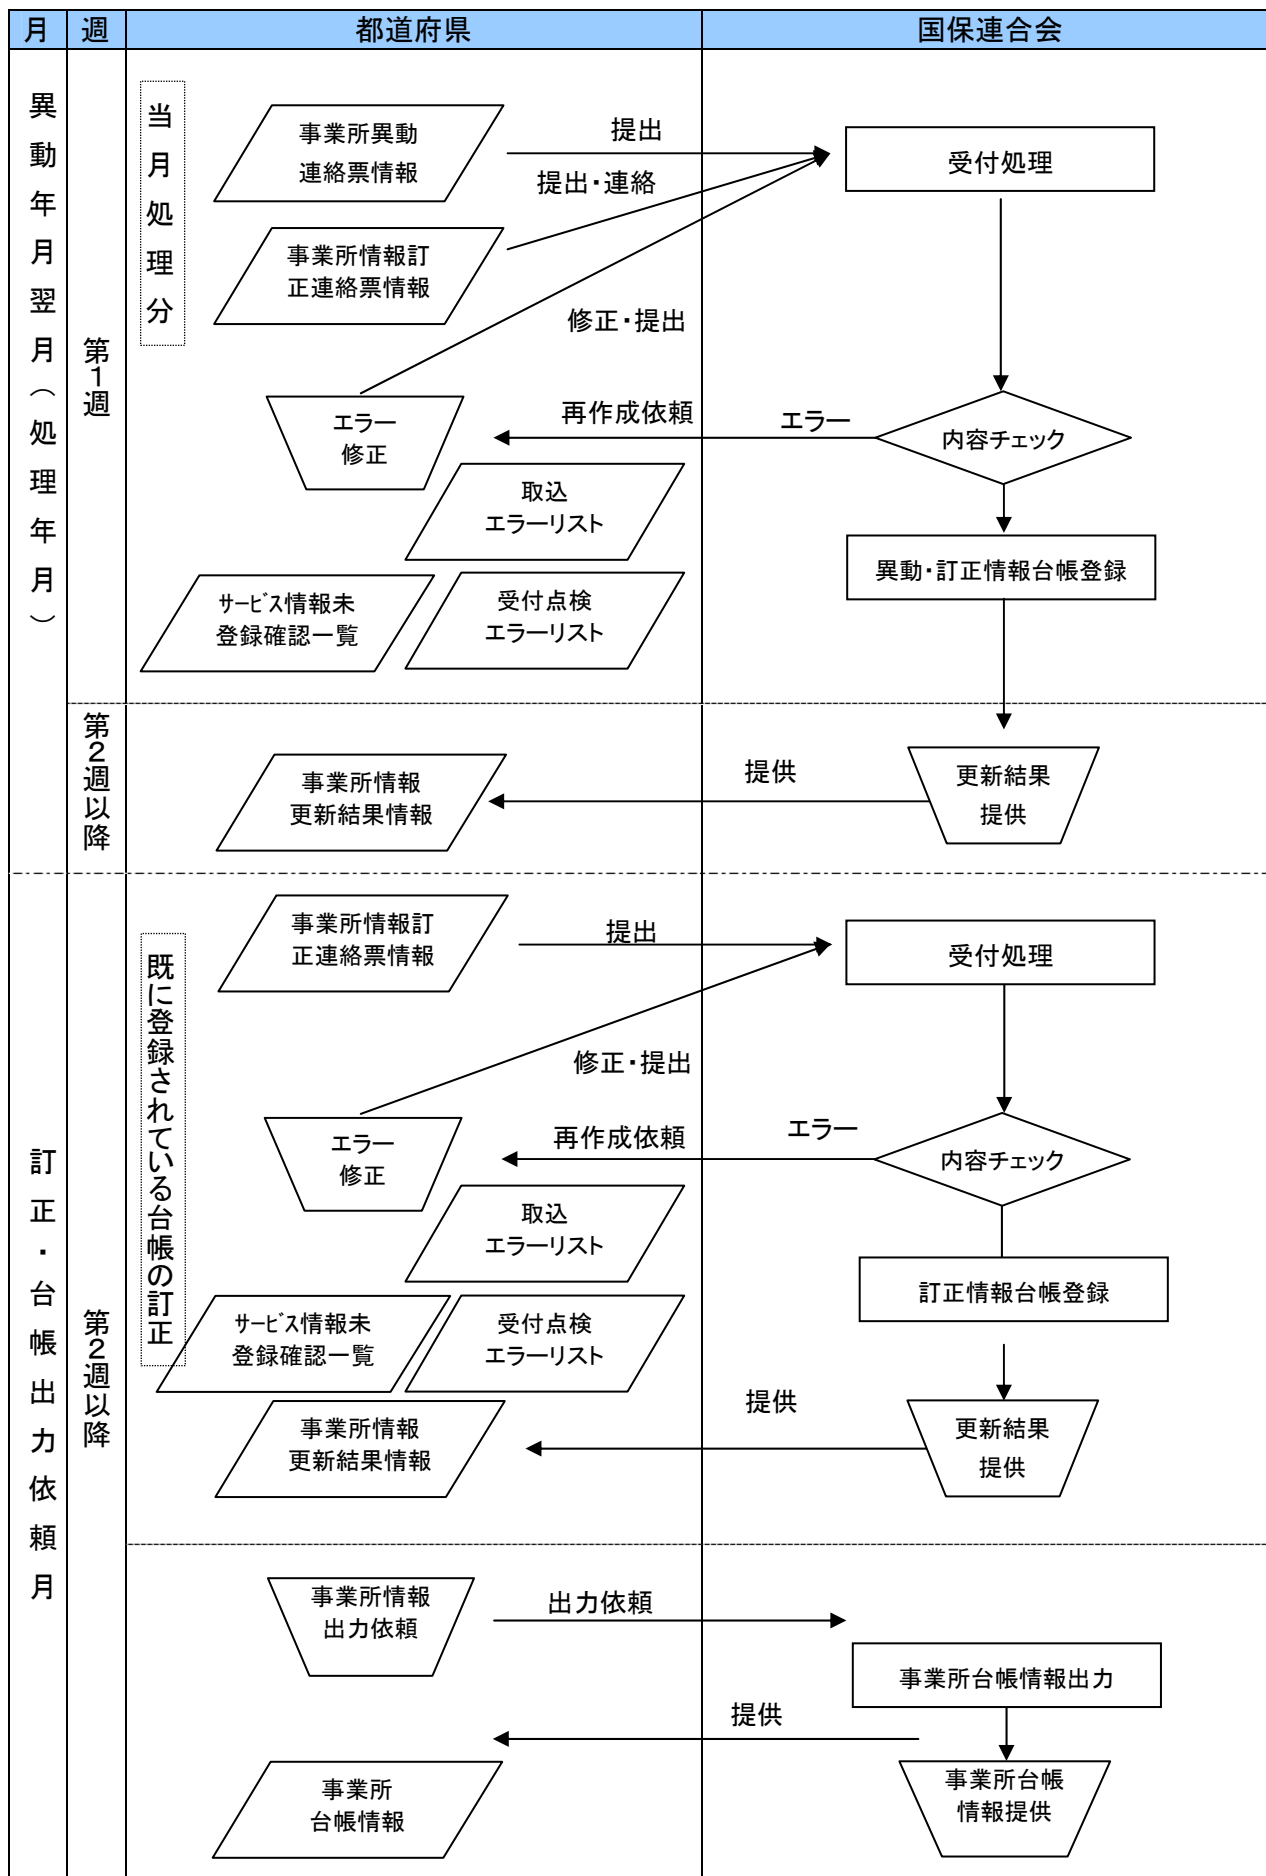 月
週
都道府県
国保連合会
異動年月翌月（処理年月）
第1週
当月処理分
事業所異動
連絡票情報
提出
受付処理
提出・連絡
事業所情報訂
正連絡票情報
修正・提出
エラー
修正
再作成依頼
エラー
内容チェック
取込
エラーリスト
異動・訂正情報台帳登録
サービス情報未
登録確認一覧
受付点検
エラーリスト
第2週以降
事業所情報
更新結果情報
提供
更新結果
提供
訂正・台帳出力依頼月
第2週以降
既に登録されている台帳の訂正
事業所情報訂
正連絡票情報
提出
受付処理
修正・提出
エラー
修正
再作成依頼
エラー
内容チェック
取込
エラーリスト
訂正情報台帳登録
サービス情報未
登録確認一覧
受付点検
エラーリスト
事業所情報
更新結果情報
提供
更新結果
提供
事業所情報
出力依頼
出力依頼
事業所台帳情報出力
提供
事業所
台帳情報
事業所台帳
情報提供